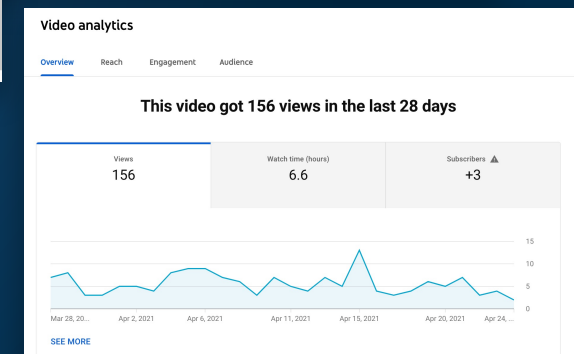 Video analytics
Overview Reach Engagement Audience
This video got 156 views in the last 28 days
Views Watch time (hours) Subscribers
156 6.6 +3
15
10
5
0
Mar 28, 20... Apr 2, 2021 Apr 6, 2021 Apr 11, 2021 Apr 15, 2021 Apr 20, 2021 Apr 24, ...
SEE MORE